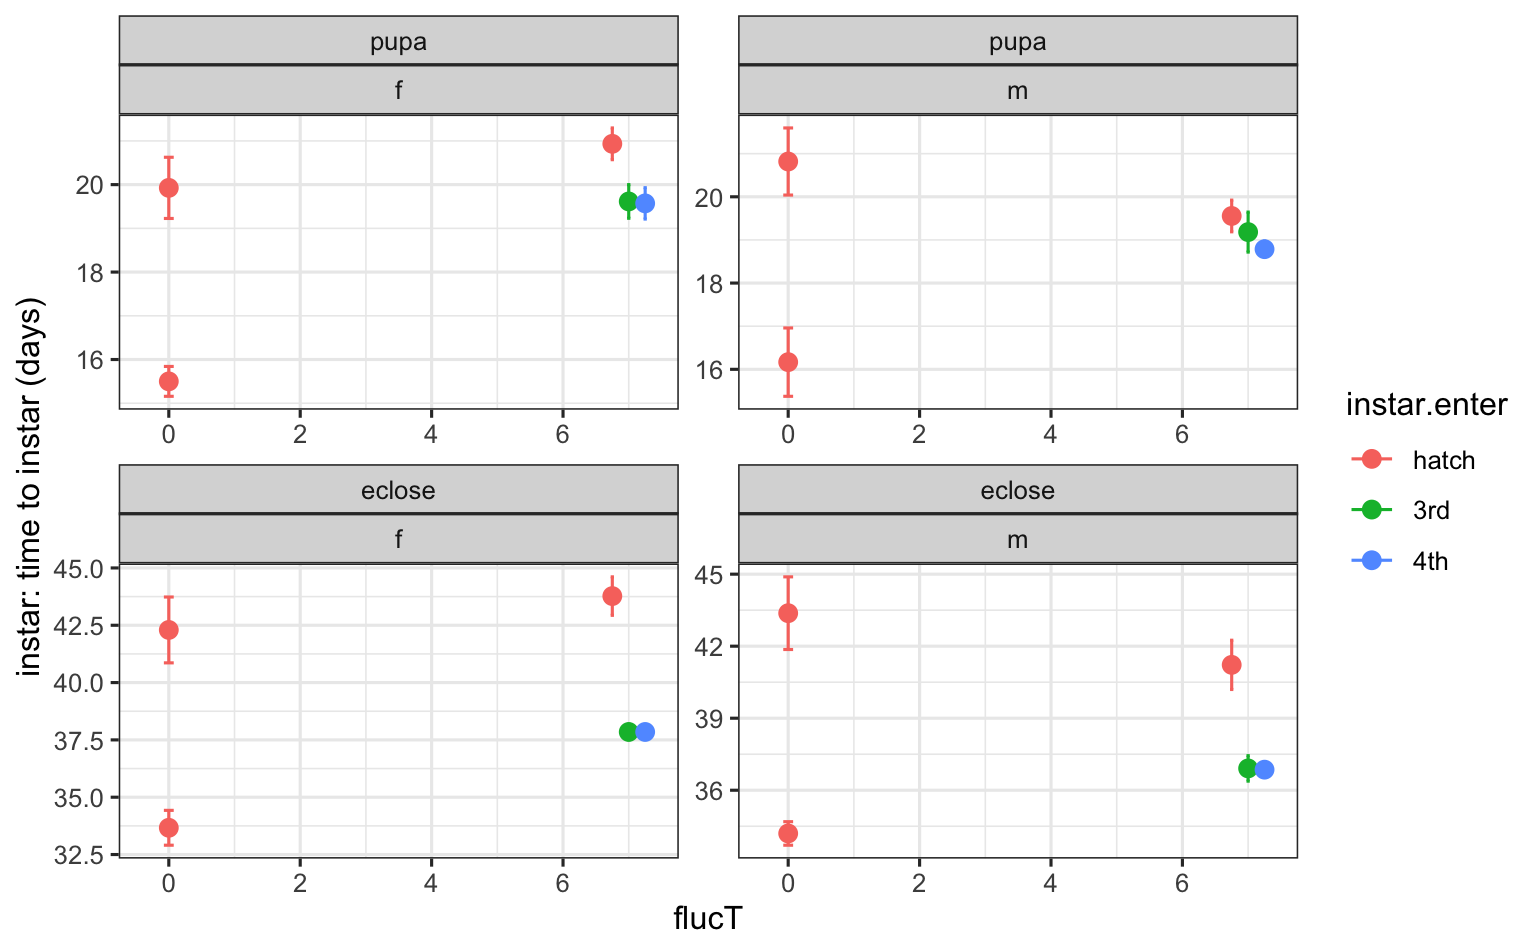 pupa
pupa
f
m
20
18
16
20
18
16
0 2 4 6
0 2 4 6
eclose
eclose
f
m
45.0
42.5
40.0
37.5
35.0
32.5
45
42
39
36
0 2 4 6
0 2 4 6
flucT
instar: time to instar (days)
instar.enter
hatch
3rd
4th